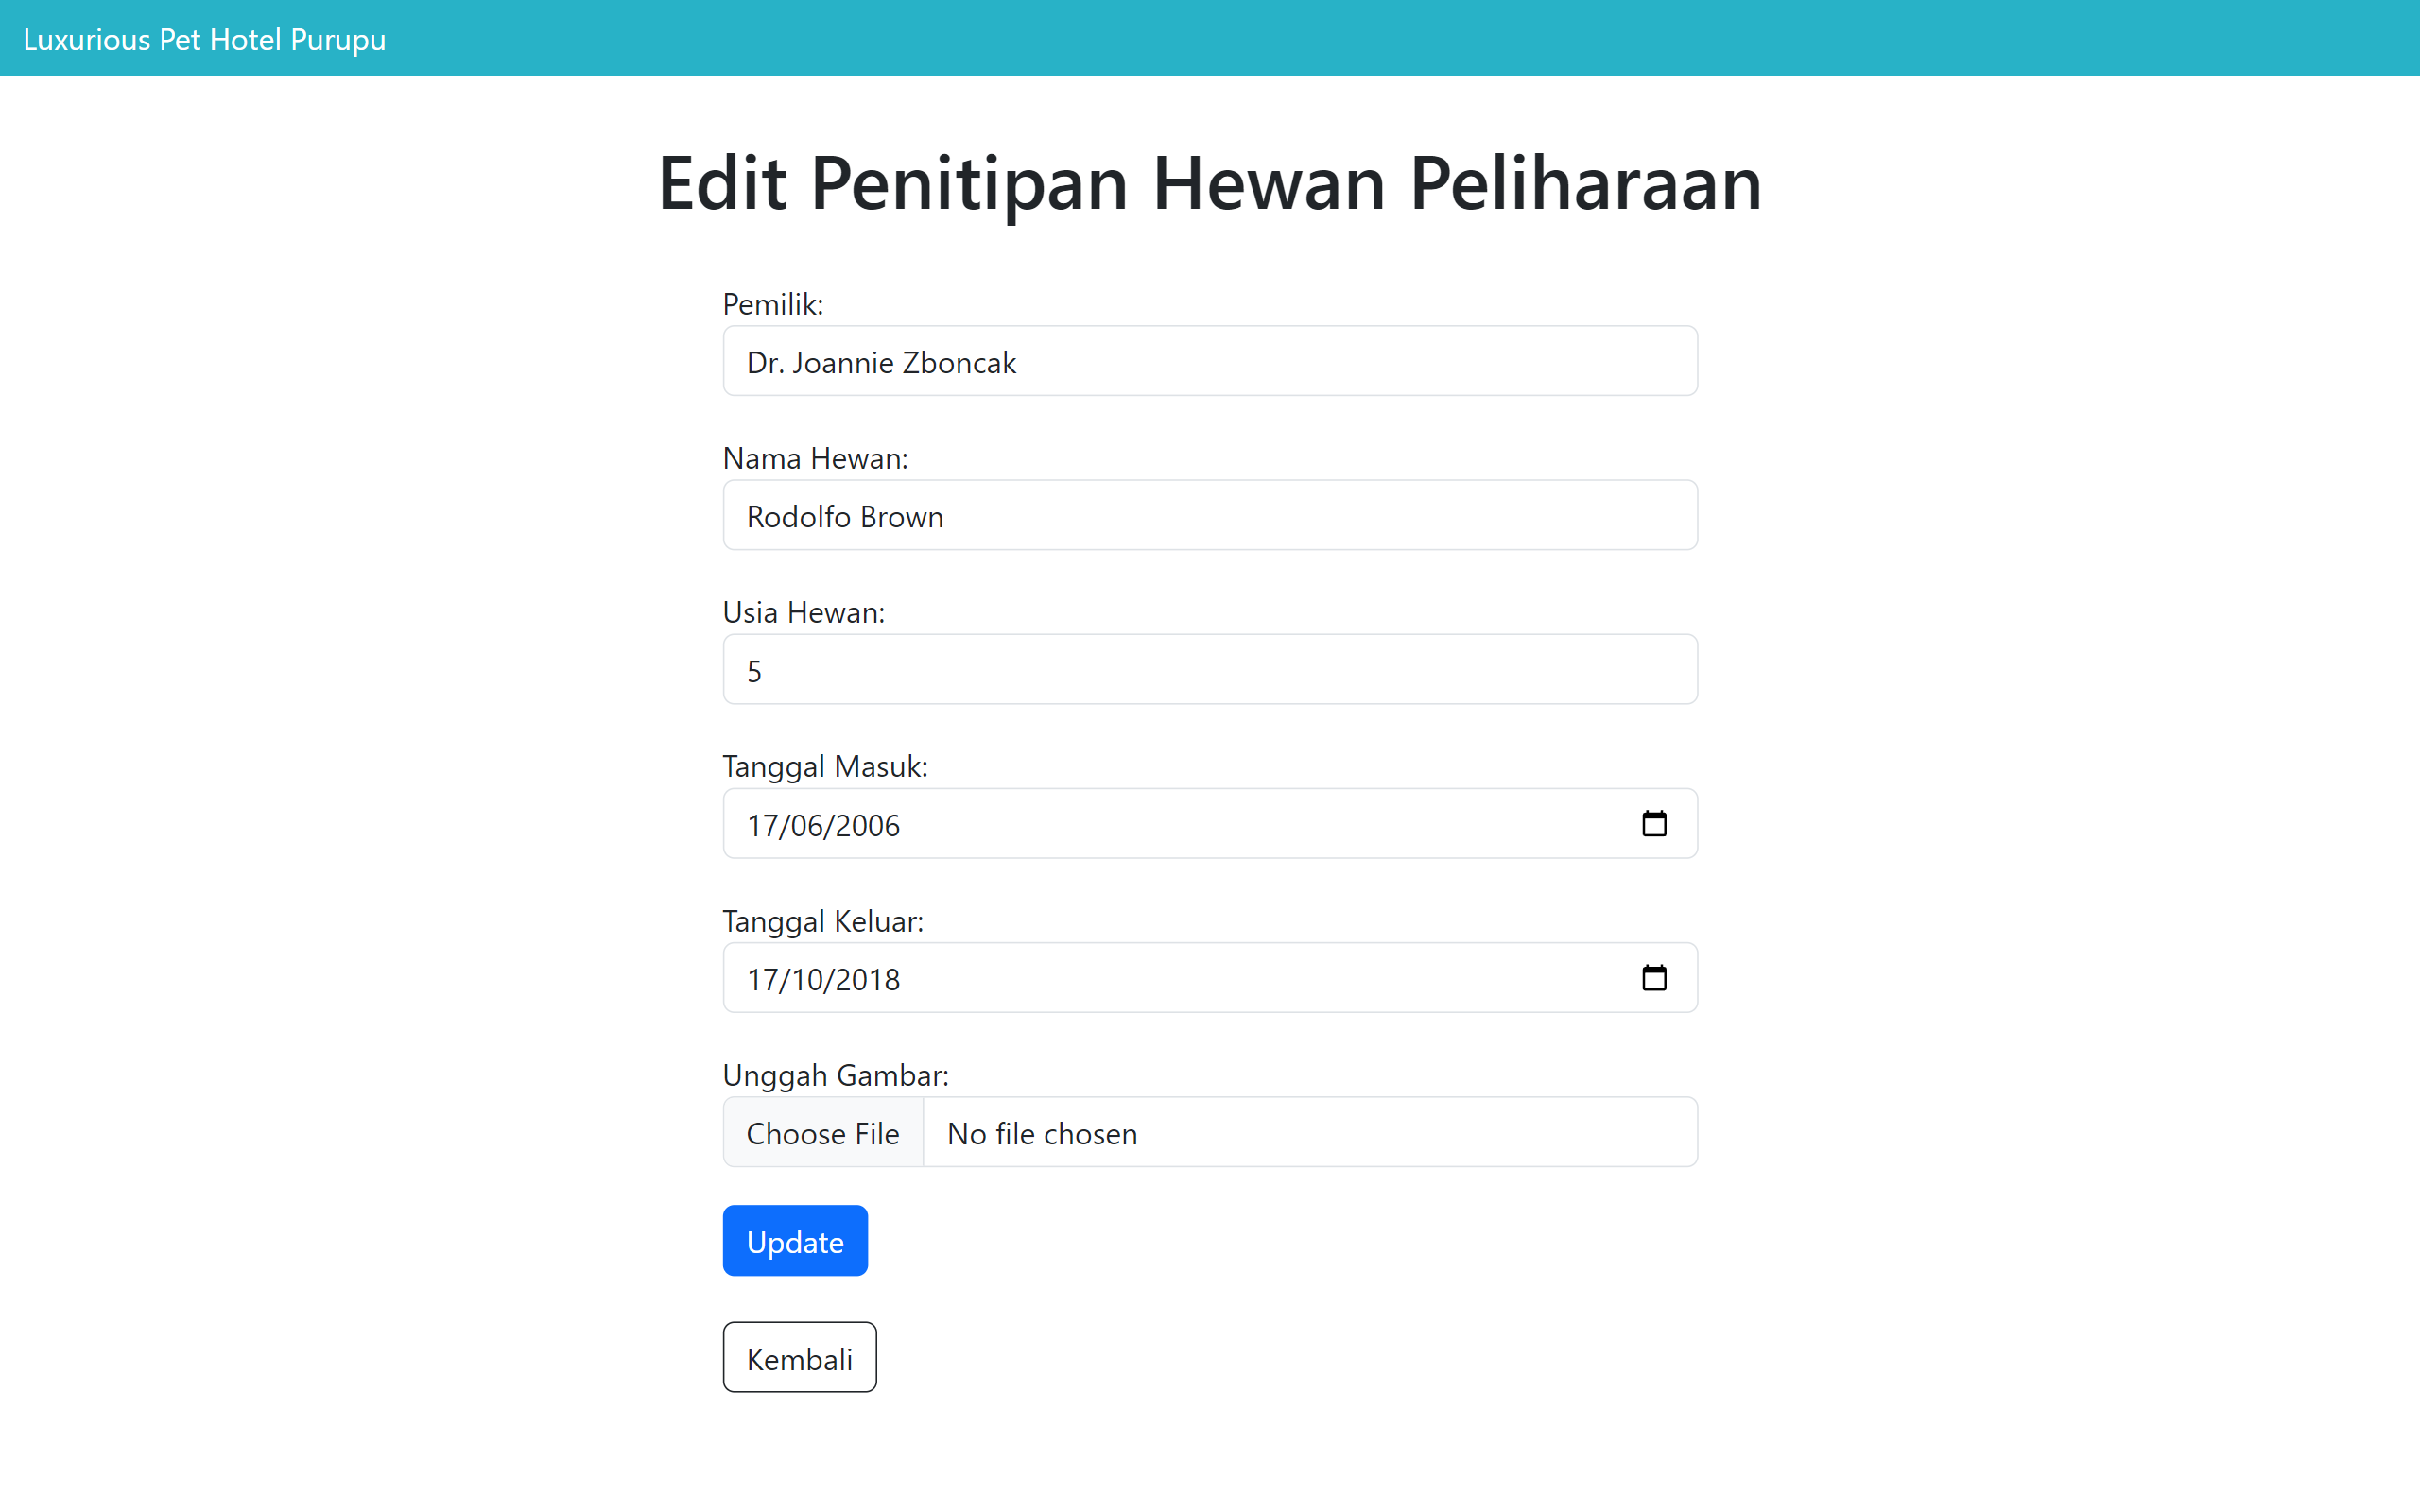 Luxurious Pet Hotel Purupu
Edit Penitipan Hewan Peliharaan
Pemilik:
Dr. Joannie Zboncak
Nama Hewan:
Rodolfo Brown
Usia Hewan:
5
Tanggal Masuk:
17/06/2006
Tanggal Keluar:
17/10/2018
Unggah Gambar:
Choose File No file chosen
Update
Kembali